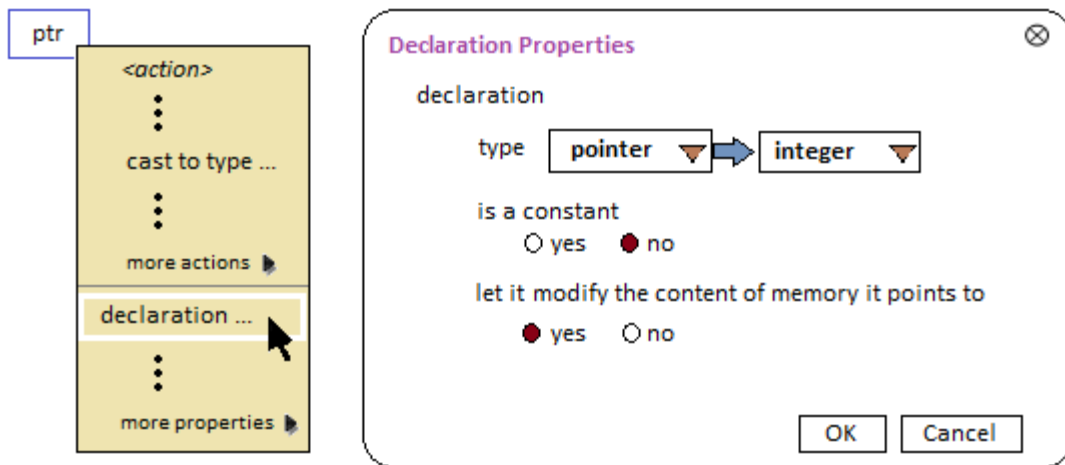 ptr
<action>
cast to type ...
more actions
declaration ...
more properties
Declaration Properties
declaration
type pointer integer
is a constant
yes no
let it modify the content of memory it points to
yes no
OK Cancel